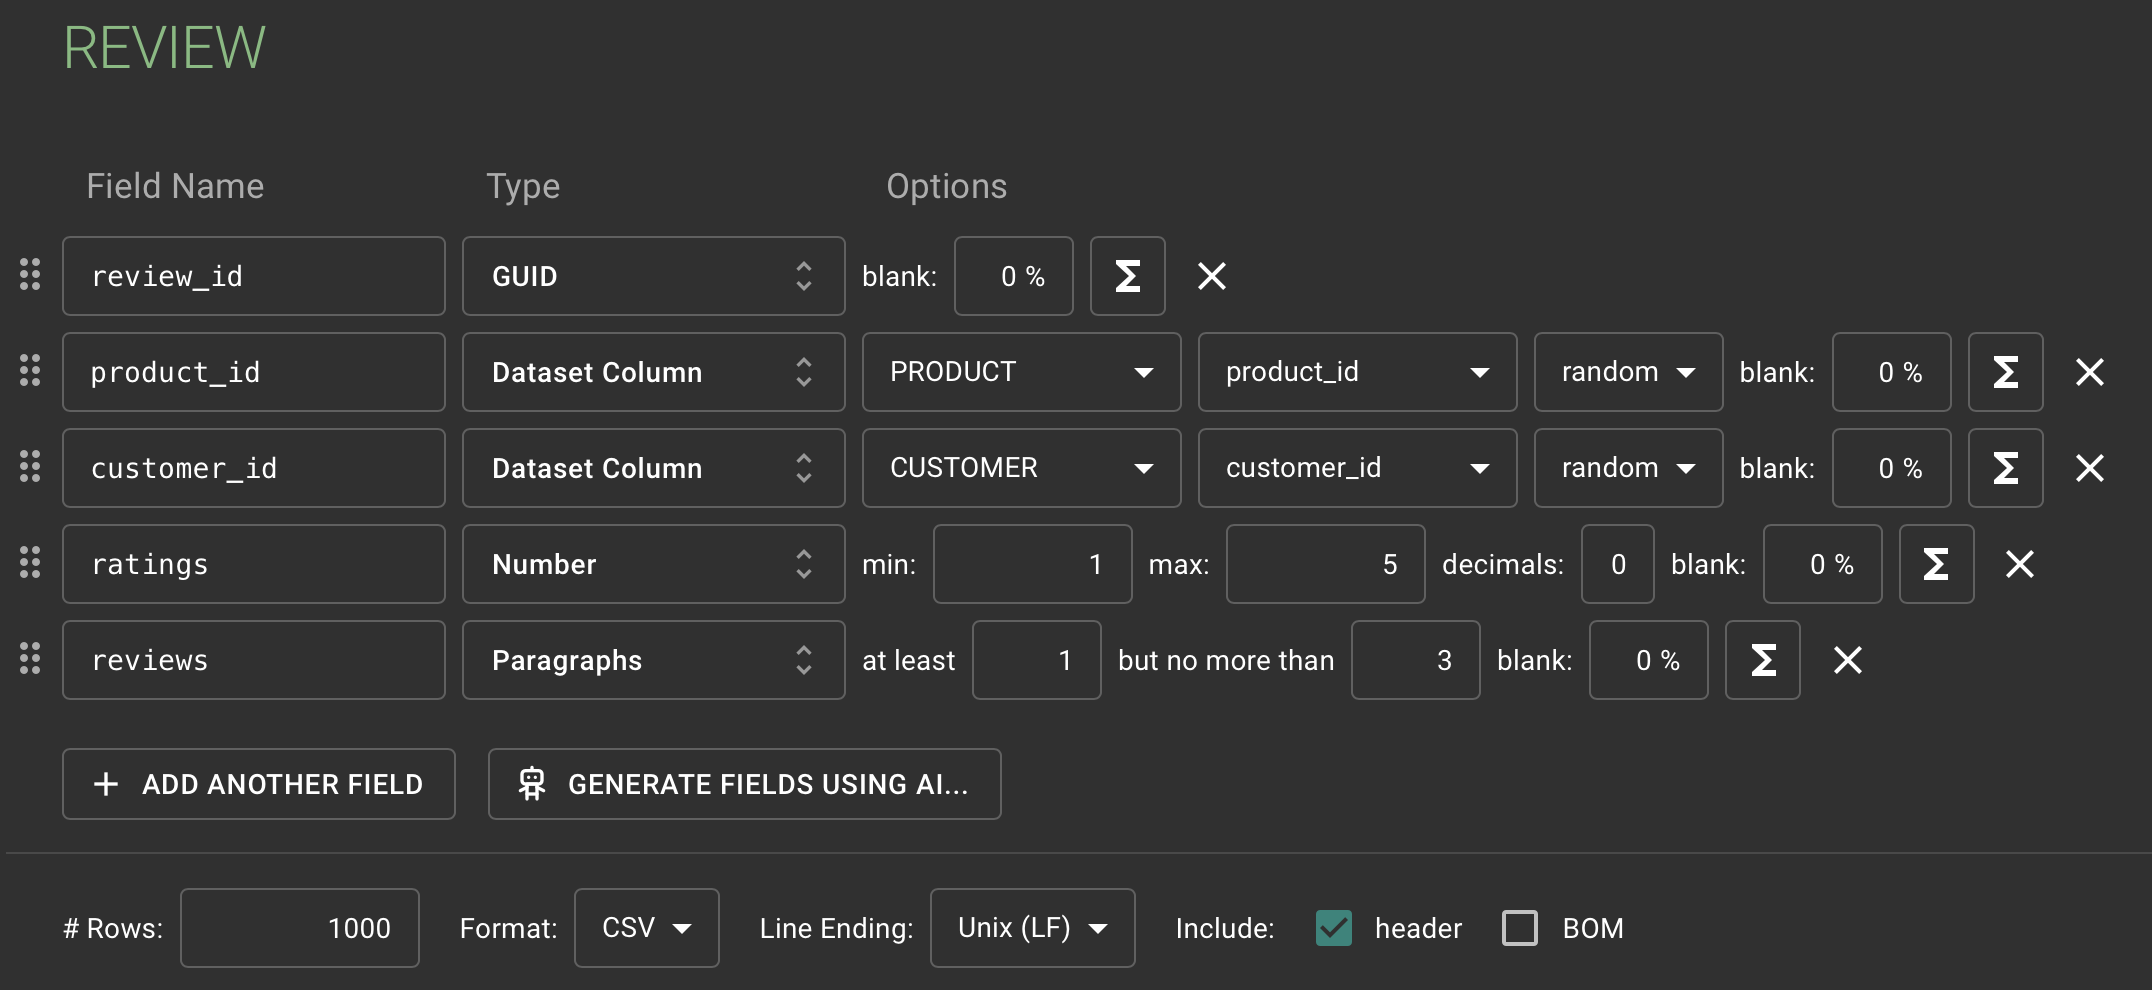 REVIEW
Field Name Type Options
review_id GUID blank: 0 % Σ
product_id Dataset Column PRODUCT product_id random blank: 0 % Σ
customer_id Dataset Column CUSTOMER customer_id random blank: 0 % Σ
ratings Number min: 1 max: 5 decimals: 0 blank: 0 % Σ
reviews Paragraphs at least 1 but no more than 3 blank: 0 % Σ
+ ADD ANOTHER FIELD GENERATE FIELDS USING AI...
# Rows: 1000 Format: CSV Line Ending: Unix (LF) Include: header BOM